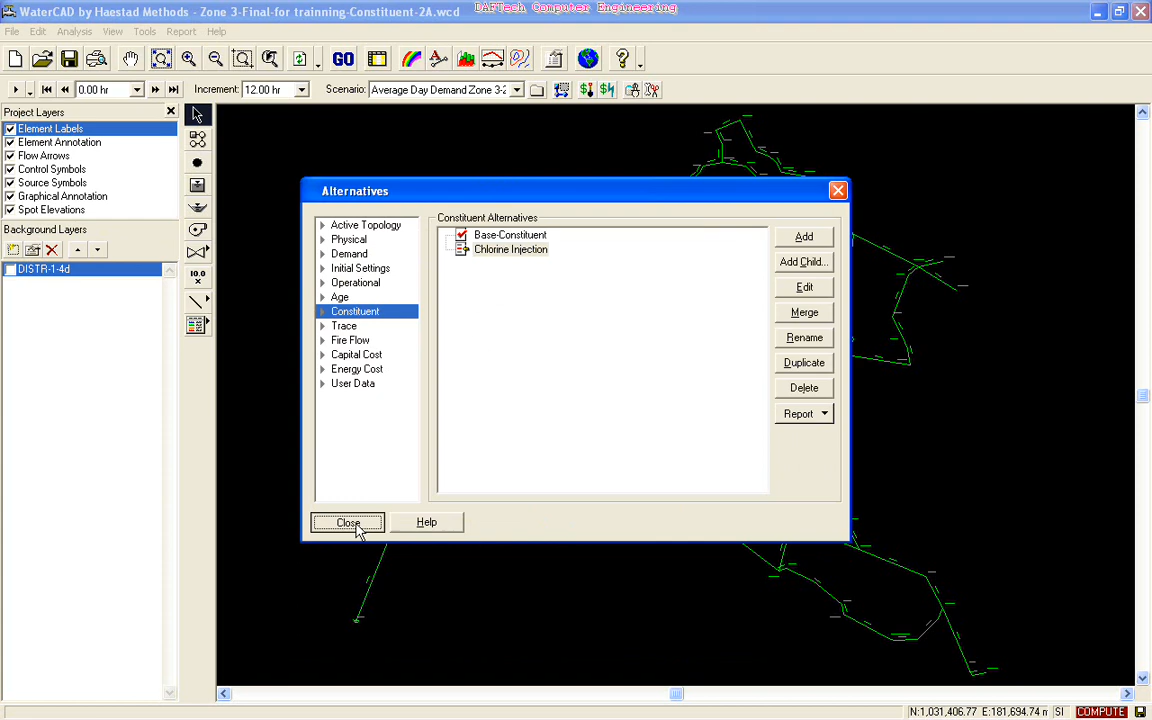 WaterCAD by Haestad Methods - Zone 3-Final-for trainning-Constituent-2A.wcd
DAFTech Computer Engineering
File Edit Analysis View Tools Report Help
GO
0.00 hr Increment: 12.00 hr Scenario: Average Day Demand Zone 3-2
Project Layers
Element Labels
Element Annotation
Flow Arrows
Control Symbols
Source Symbols
Graphical Annotation
Spot Elevations
Background Layers
DISTR-1-4d
10.0
Alternatives
Active Topology
Physical
Demand
Initial Settings
Operational
Age
Constituent
Trace
Fire Flow
Capital Cost
Energy Cost
User Data
Constituent Alternatives
Base-Constituent
Chlorine Injection
Add
Add Child...
Edit
Merge
Rename
Duplicate
Delete
Report
Close Help
N:1,031,406.77 E:181,694.74 m SI COMPUTE